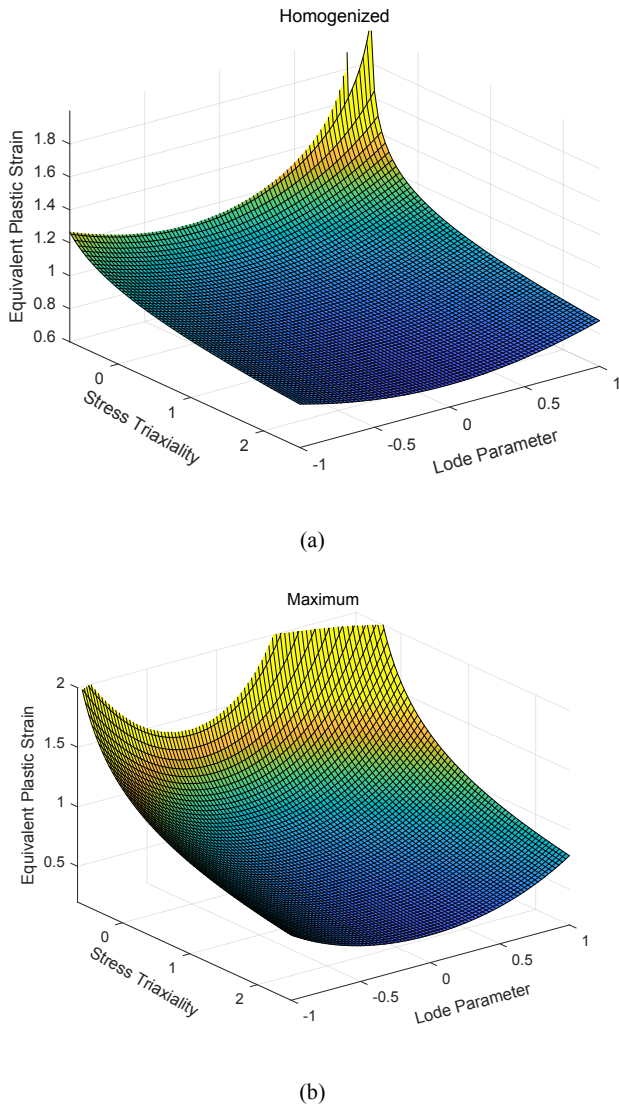 Homogenized
Equivalent Plastic Strain
1.8
1.6
1.4
1.2
1
0.8
0.6
0
1
2
Stress Triaxiality
-1
-0.5
0
0.5
1
Lode Parameter
(a)
Maximum
Equivalent Plastic Strain
2
1.5
1
0.5
0
1
2
Stress Triaxiality
-1
-0.5
0
0.5
1
Lode Parameter
(b)